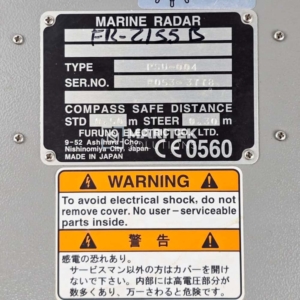 MARINE RADAR
FR-2155B
TYPE
SER.NO.
COMPASS SAFE DISTANCE
STD STEER
FURUNO ELECTRIC CO., LTD.
9-52 Ashihara-Cho
Nishinomiya City, Japan
MADE IN JAPAN
CE0560
WARNING
To avoid electrical shock, do not
remove cover. No user-serviceable
parts inside.
警告
感電の恐れあり。
サービスマン以外の方はカバーを開け
ないで下さい。内部には高電圧部分が
数多くあり、万一さわると危険です。